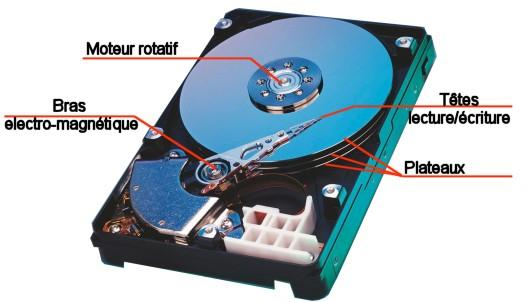 Moteur rotatif
Bras
electro-magnétique
Têtes
lecture/écriture
Plateaux